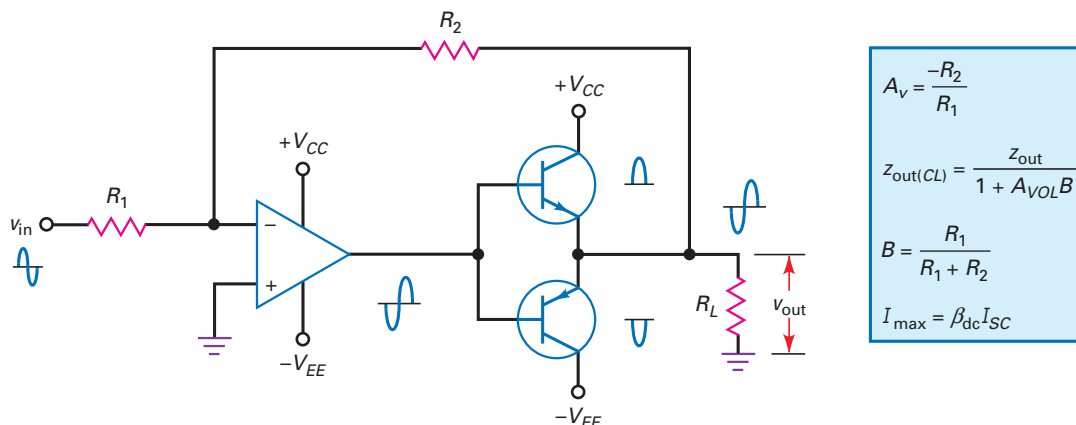 R2
+VCC
+VCC
R1
vin
−
+
−VEE
RL
vout
−VEE
Av = −R2 / R1
zout(CL) = zout / 1 + AVOLB
B = R1 / R1 + R2
Imax = βdcISC